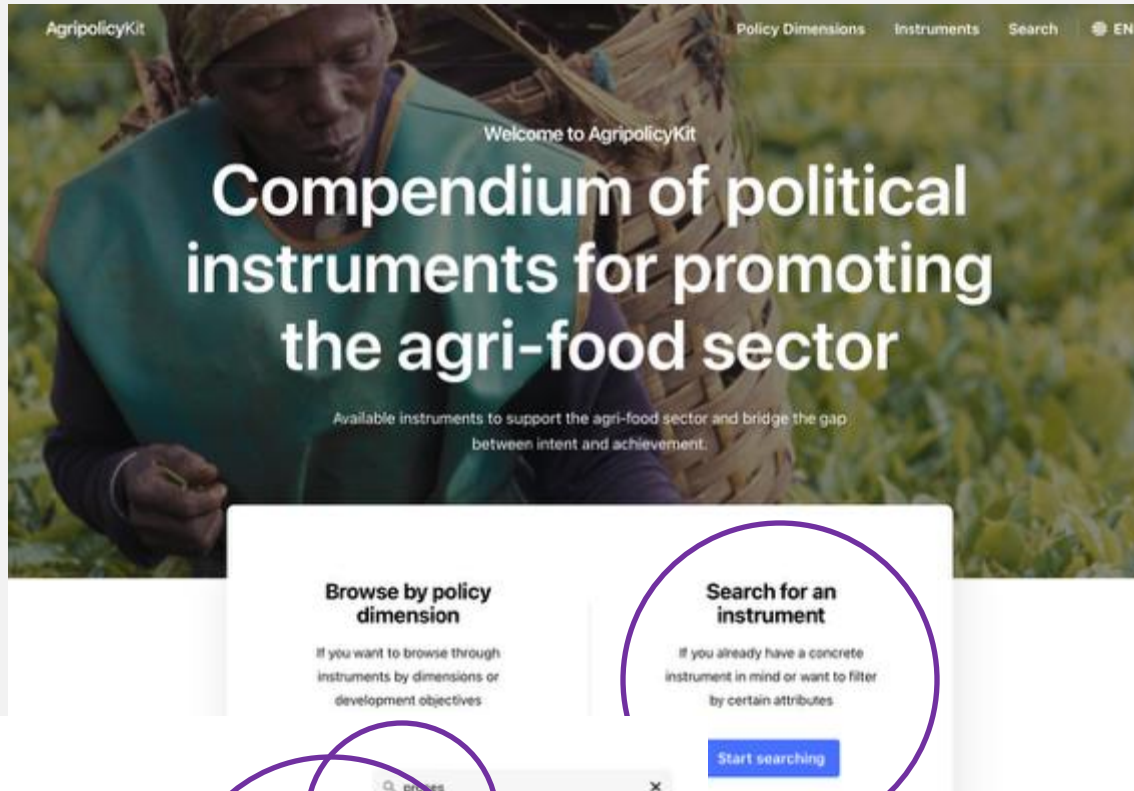 AgripolicyKit
Policy Dimensions Instruments Search EN
Welcome to AgripolicyKit
Compendium of political
instruments for promoting
the agri-food sector
Available instruments to support the agri-food sector and bridge the gap
between intent and achievement.
Browse by policy
dimension
If you want to browse through
instruments by dimensions or
development objectives
Search for an
instrument
If you already have a concrete
instrument in mind or want to filter
by certain attributes
Start searching